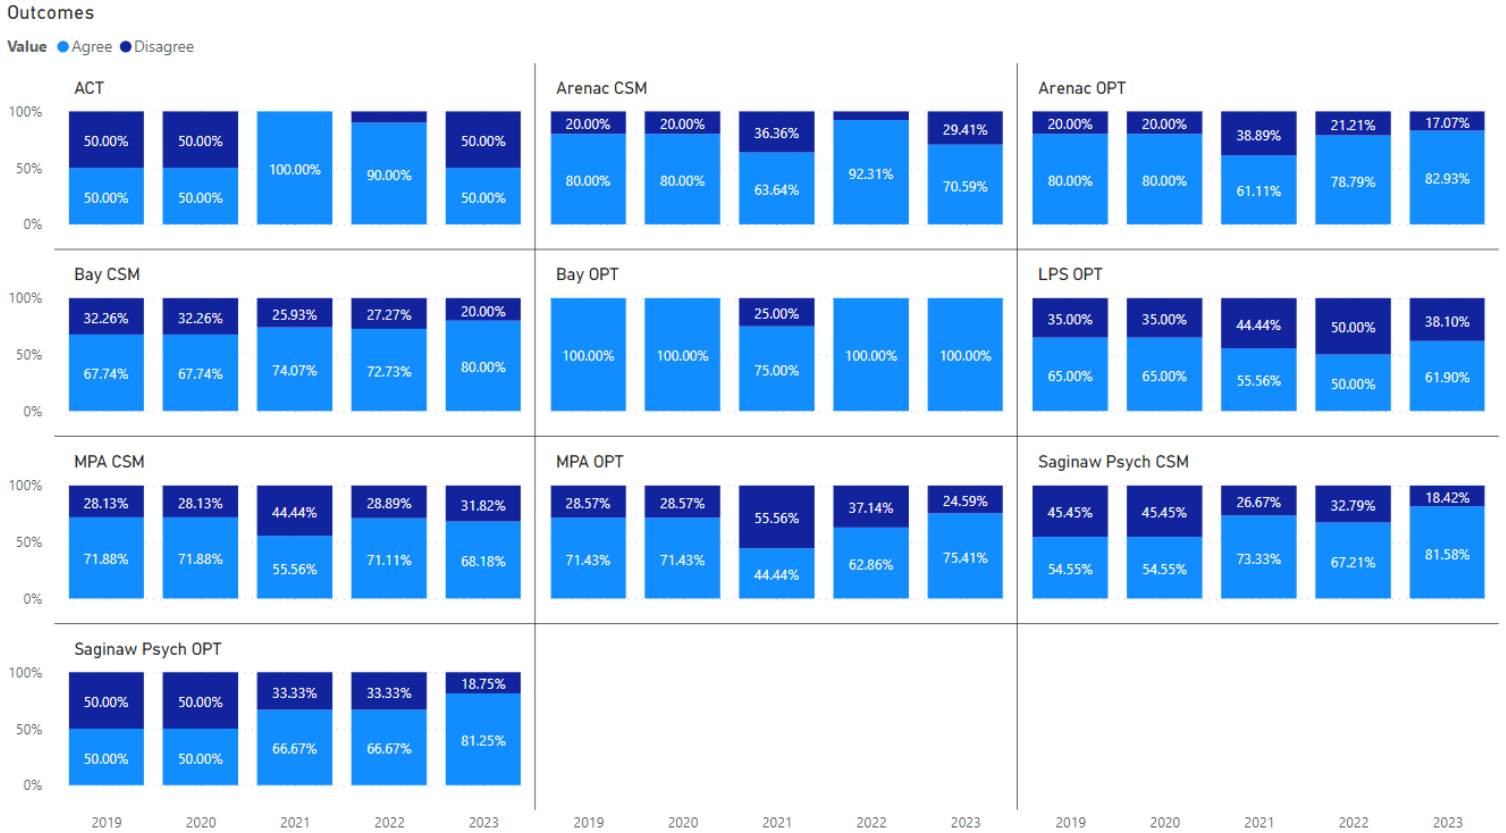 Outcomes
Value Agree Disagree
ACT
100%
50%
0%
50.00% 50.00% 50.00%
100.00% 90.00%
50.00% 50.00% 50.00%
Arenac CSM
20.00% 20.00% 36.36% 29.41%
80.00% 80.00% 63.64% 92.31% 70.59%
Arenac OPT
20.00% 20.00% 38.89% 21.21% 17.07%
80.00% 80.00% 61.11% 78.79% 82.93%
Bay CSM
100%
50%
0%
32.26% 32.26% 25.93% 27.27% 20.00%
67.74% 67.74% 74.07% 72.73% 80.00%
Bay OPT
25.00%
100.00% 100.00% 75.00% 100.00% 100.00%
LPS OPT
35.00% 35.00% 44.44% 50.00% 38.10%
65.00% 65.00% 55.56% 50.00% 61.90%
MPA CSM
100%
50%
0%
28.13% 28.13% 44.44% 28.89% 31.82%
71.88% 71.88% 55.56% 71.11% 68.18%
MPA OPT
28.57% 28.57% 55.56% 37.14% 24.59%
71.43% 71.43% 44.44% 62.86% 75.41%
Saginaw Psych CSM
45.45% 45.45% 26.67% 32.79% 18.42%
54.55% 54.55% 73.33% 67.21% 81.58%
Saginaw Psych OPT
100%
50%
0%
50.00% 50.00% 33.33% 33.33% 18.75%
50.00% 50.00% 66.67% 66.67% 81.25%
2019 2020 2021 2022 2023 2019 2020 2021 2022 2023 2019 2020 2021 2022 2023